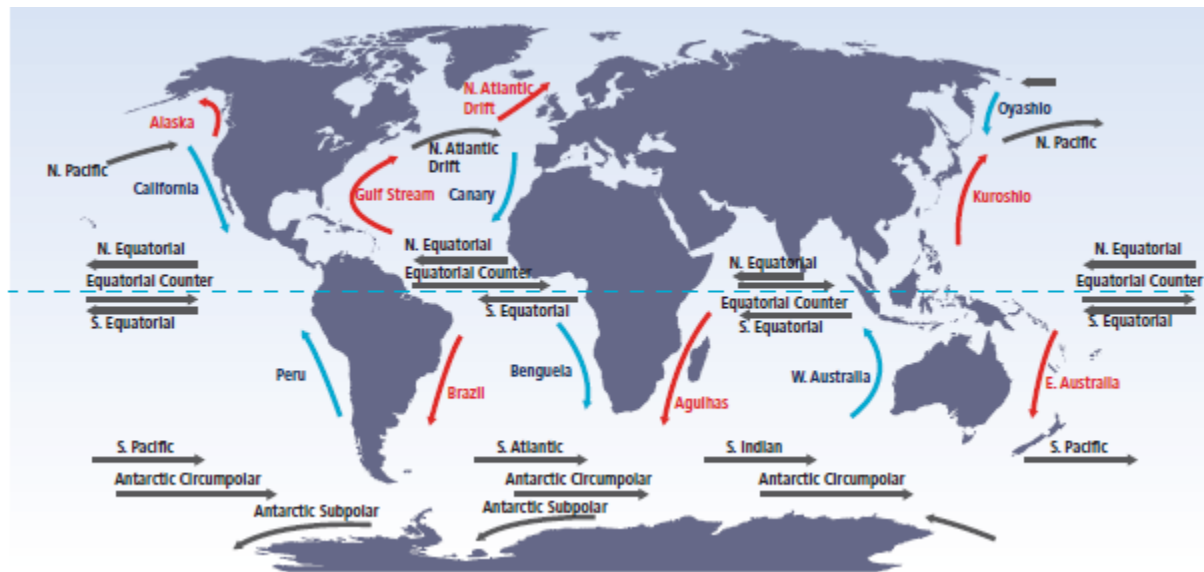 N. Atlantic
Drift
Oyashio
Alaska
N. Pacific
N. Atlantic
Drift
N. Pacific
California
Gulf Stream
Canary
Kuroshio
N. Equatorial
N. Equatorial
N. Equatorial
N. Equatorial
Equatorial Counter
Equatorial Counter
Equatorial Counter
Equatorial Counter
S. Equatorial
S. Equatorial
S. Equatorial
S. Equatorial
Peru
Brazil
Benguela
Agulhas
W. Australia
E. Australia
S. Pacific
S. Atlantic
S. Indian
S. Pacific
Antarctic Circumpolar
Antarctic Circumpolar
Antarctic Circumpolar
Antarctic Subpolar
Antarctic Subpolar